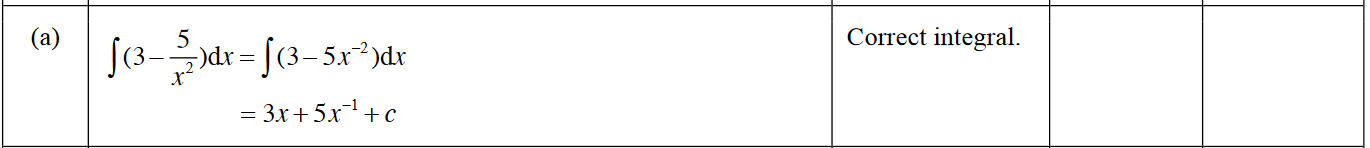 (a) ∫(3 − 5/x²)dx = ∫(3 − 5x⁻²)dx Correct integral.
= 3x + 5x⁻¹ + c